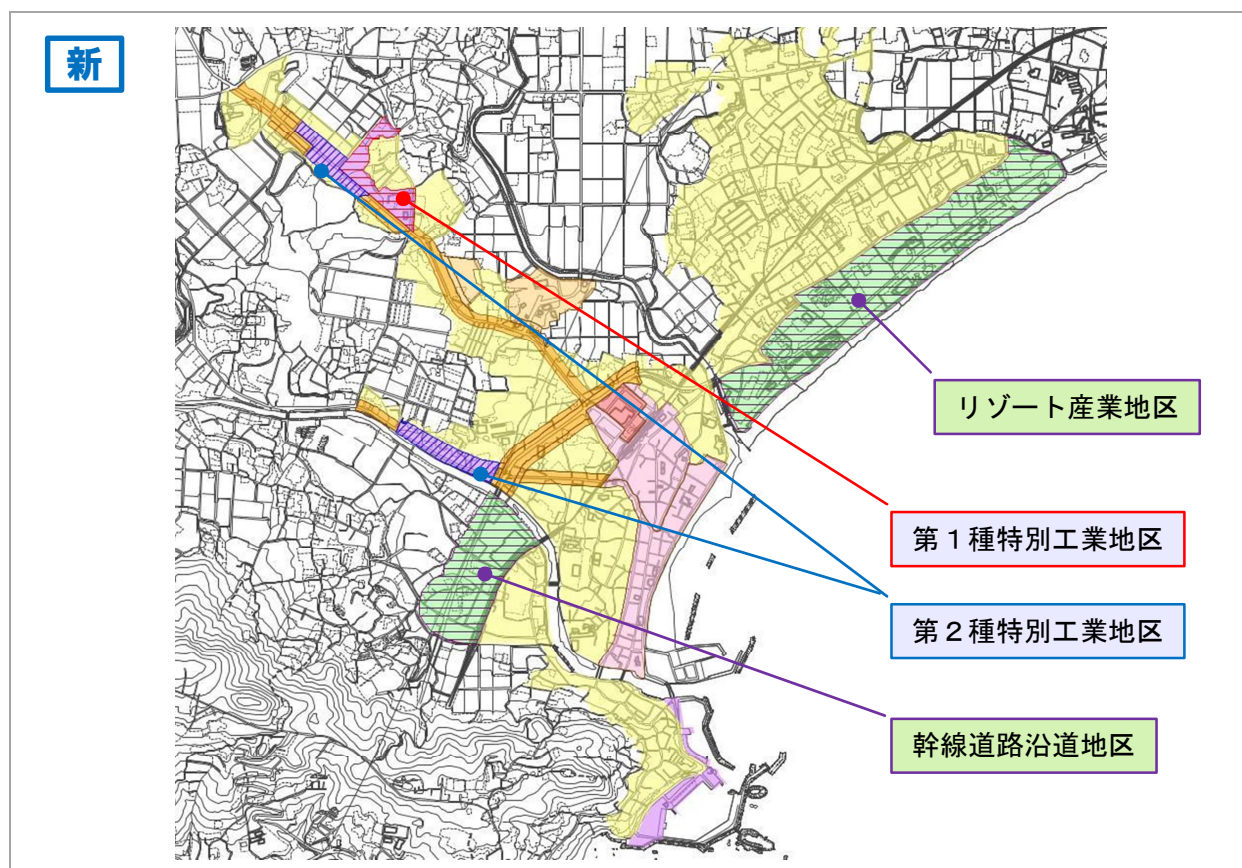 新
リゾート産業地区
第１種特別工業地区
第２種特別工業地区
幹線道路沿道地区